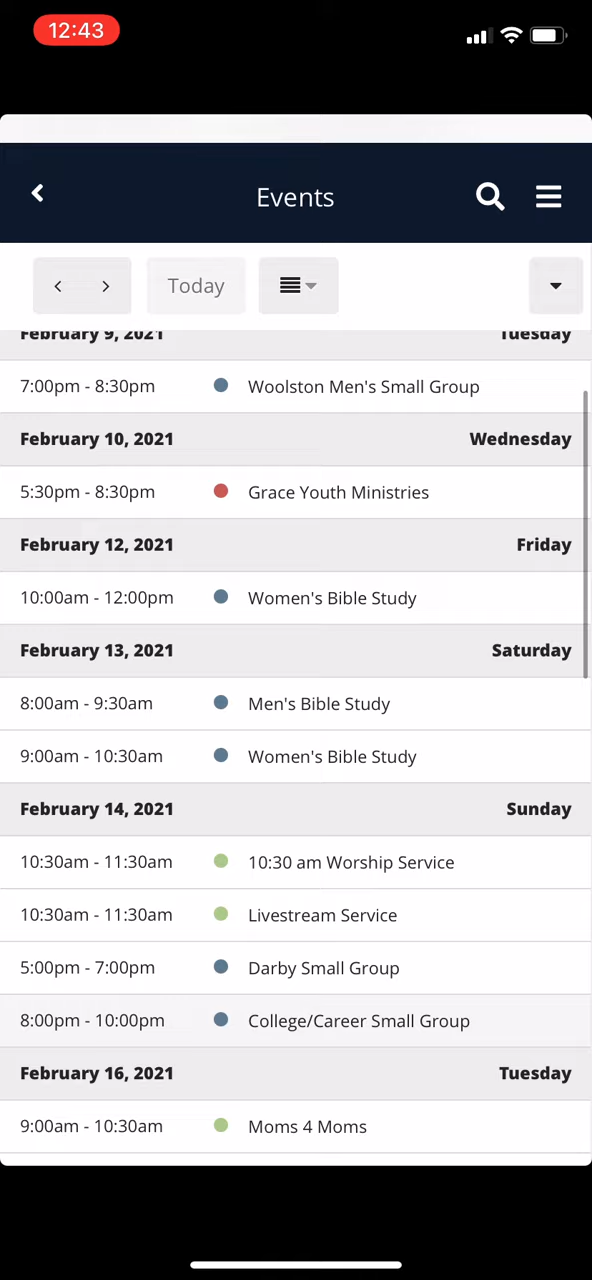 12:43
Events
Today
February 9, 2021 Tuesday
7:00pm - 8:30pm Woolston Men's Small Group
February 10, 2021 Wednesday
5:30pm - 8:30pm Grace Youth Ministries
February 12, 2021 Friday
10:00am - 12:00pm Women's Bible Study
February 13, 2021 Saturday
8:00am - 9:30am Men's Bible Study
9:00am - 10:30am Women's Bible Study
February 14, 2021 Sunday
10:30am - 11:30am 10:30 am Worship Service
10:30am - 11:30am Livestream Service
5:00pm - 7:00pm Darby Small Group
8:00pm - 10:00pm College/Career Small Group
February 16, 2021 Tuesday
9:00am - 10:30am Moms 4 Moms